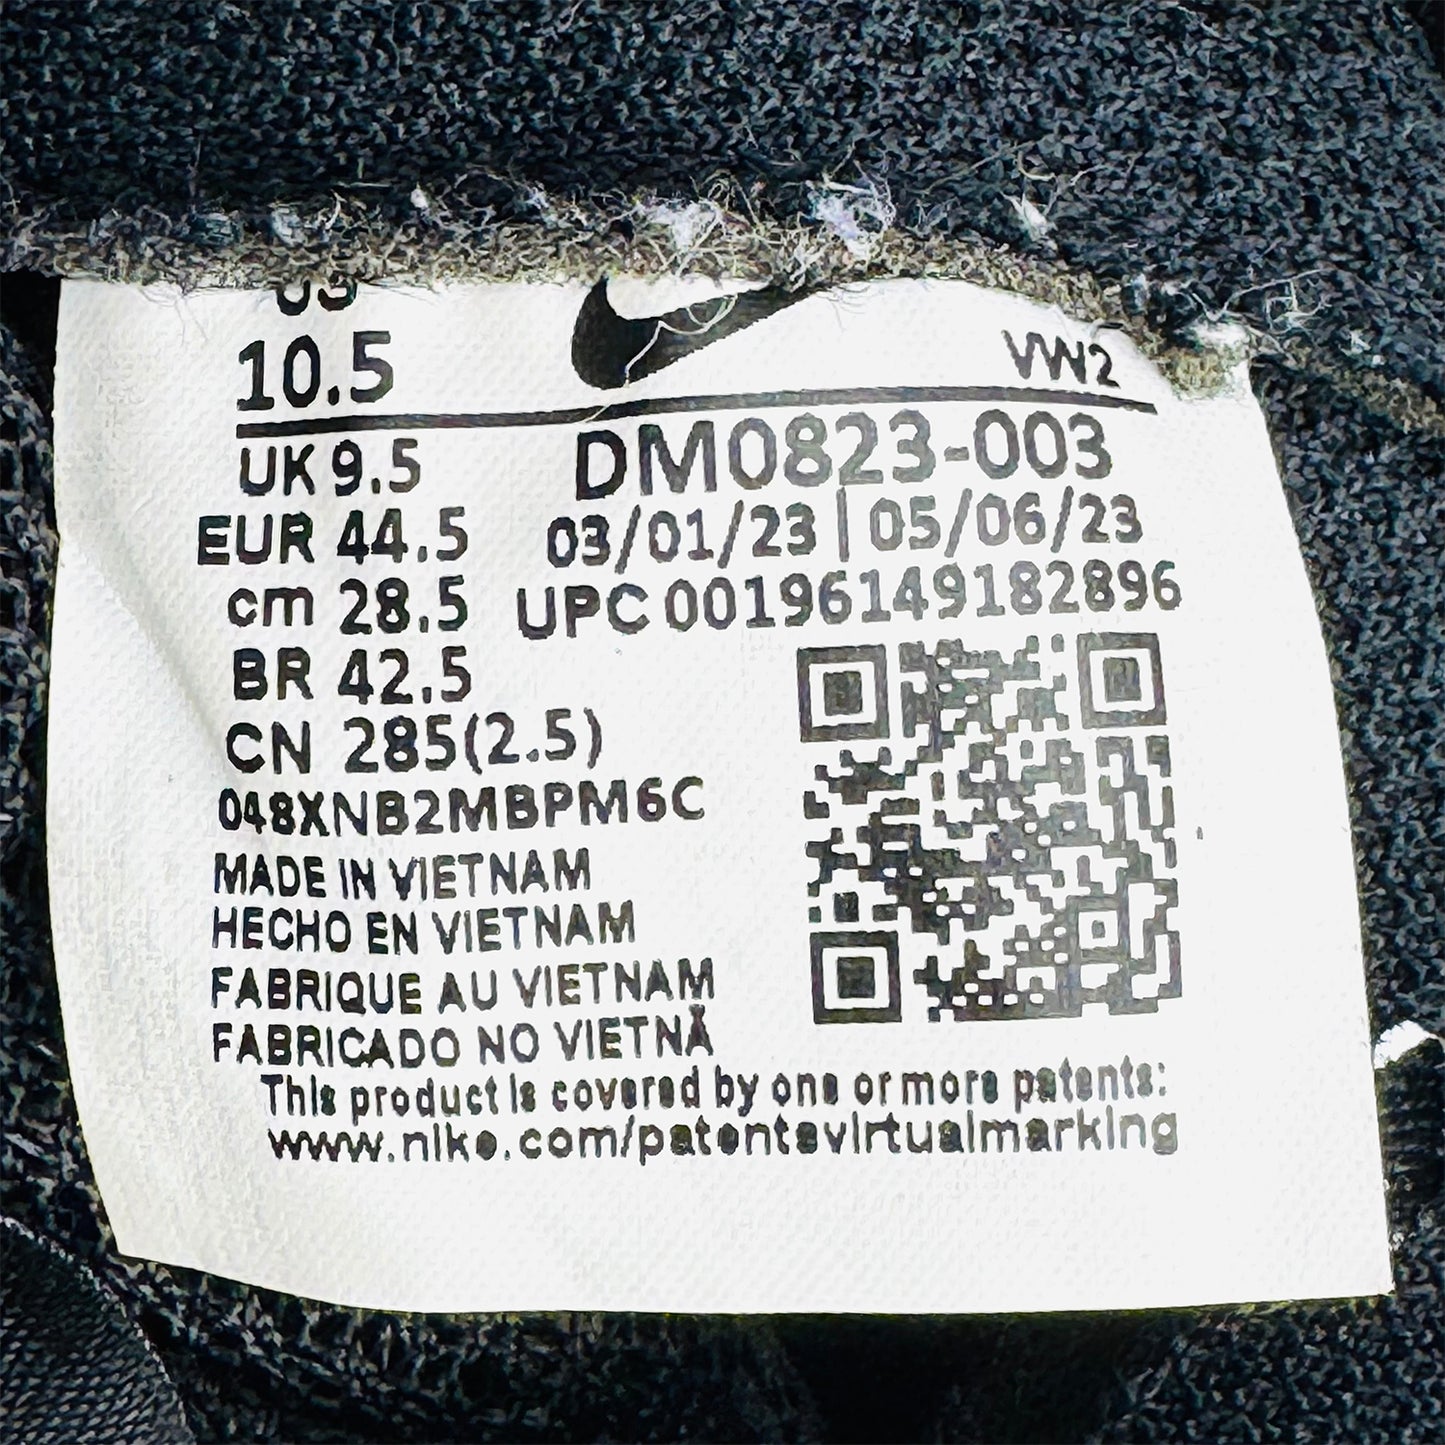 US
10.5
VW2
UK 9.5
DM0823-003
EUR 44.5
03/01/23 | 05/06/23
cm 28.5
UPC 00196149182896
BR 42.5
CN 285(2.5)
048XNB2MBPM6C
MADE IN VIETNAM
HECHO EN VIETNAM
FABRIQUE AU VIETNAM
FABRICADO NO VIETNÃ
This product is covered by one or more patents:
www.nike.com/patentsvirtualmarking